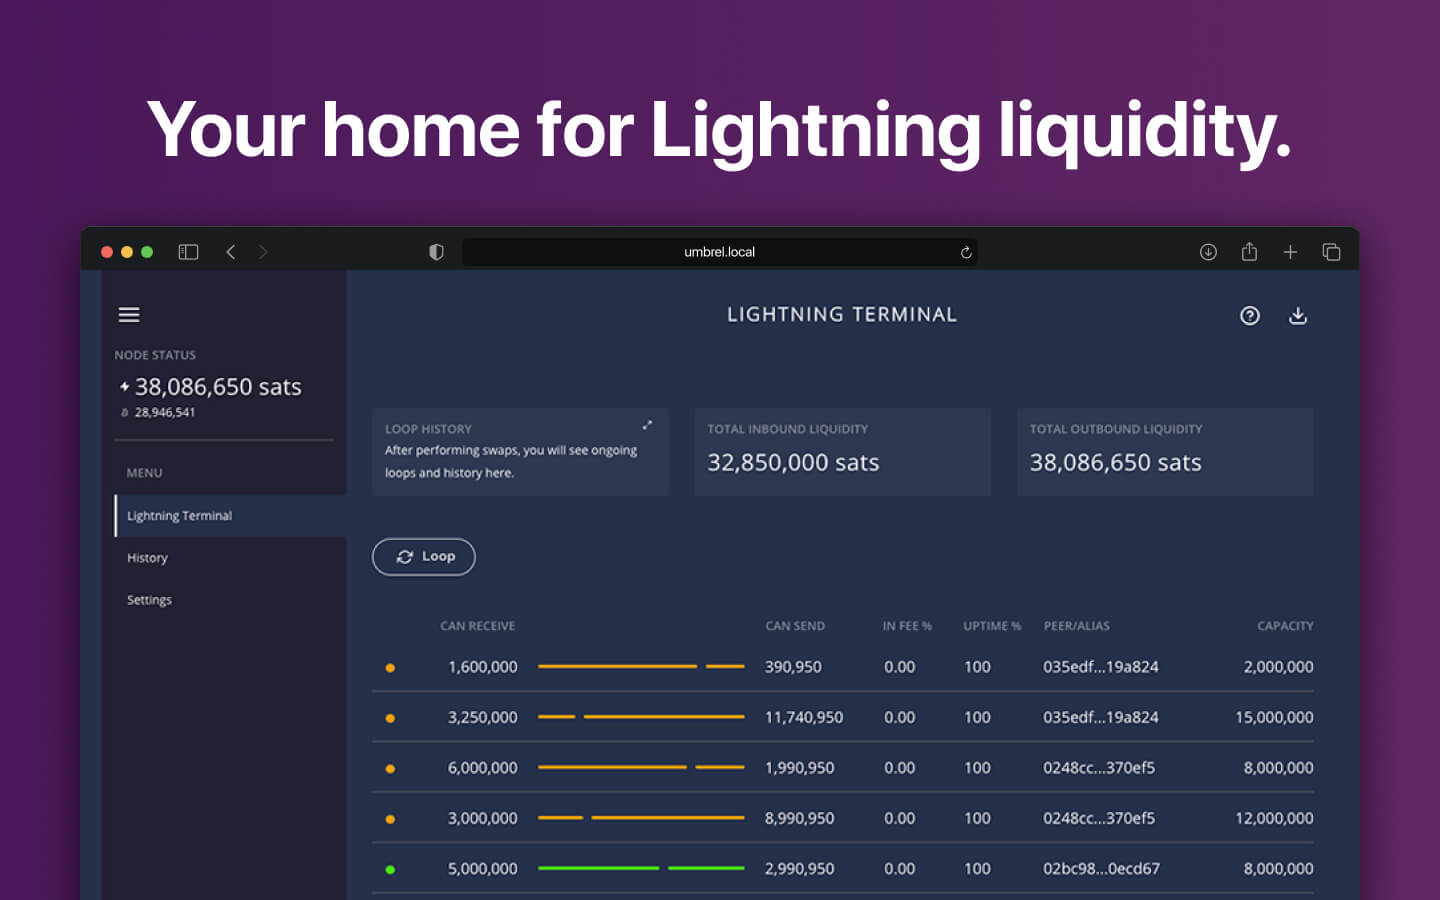 Your home for Lightning liquidity.
umbrel.local
LIGHTNING TERMINAL
NODE STATUS
38,086,650 sats
28,946,541
MENU
Lightning Terminal
History
Settings
LOOP HISTORY
After performing swaps, you will see ongoing
loops and history here.
TOTAL INBOUND LIQUIDITY
32,850,000 sats
TOTAL OUTBOUND LIQUIDITY
38,086,650 sats
Loop
CAN RECEIVE CAN SEND IN FEE % UPTIME % PEER/ALIAS CAPACITY
1,600,000 390,950 0.00 100 035edf...19a824 2,000,000
3,250,000 11,740,950 0.00 100 035edf...19a824 15,000,000
6,000,000 1,990,950 0.00 100 0248cc...370ef5 8,000,000
3,000,000 8,990,950 0.00 100 0248cc...370ef5 12,000,000
5,000,000 2,990,950 0.00 100 02bc98...0ecd67 8,000,000